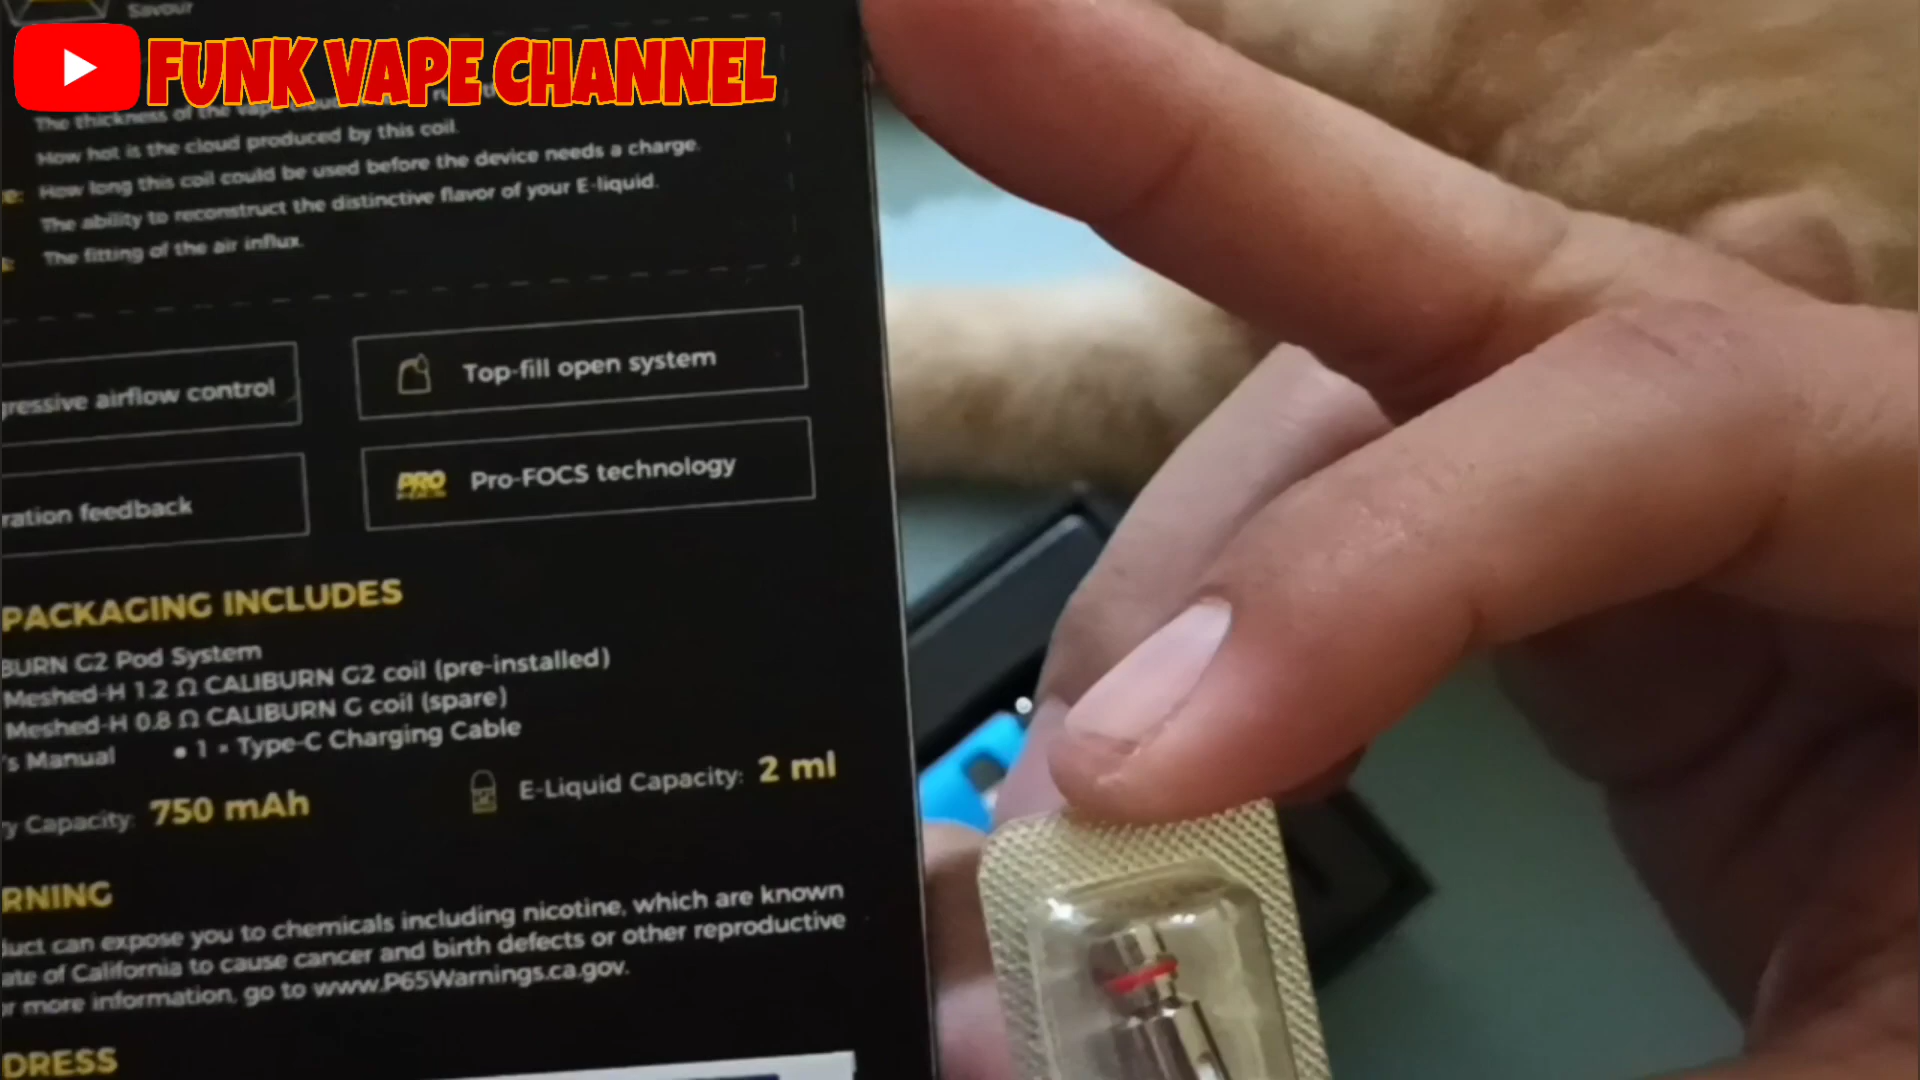 Savour
FUNK VAPE CHANNEL
The thickness of the vape
How hot is the cloud produced by this coil.
e: How long this coil could be used before the device needs a charge.
The ability to reconstruct the distinctive flavor of your E-liquid.
s: The fitting of the air influx.
gressive airflow control
Top-fill open system
ration feedback
PRO Pro-FOCS technology
PACKAGING INCLUDES
BURN G2 Pod System
Meshed-H 1.2 Ω CALIBURN G2 coil (pre-installed)
Meshed-H 0.8 Ω CALIBURN G coil (spare)
's Manual • 1 × Type-C Charging Cable
y Capacity: 750 mAh
E-Liquid Capacity: 2 ml
RNING
duct can expose you to chemicals including nicotine, which are known
ate of California to cause cancer and birth defects or other reproductive
or more information, go to www.P65Warnings.ca.gov.
DRESS